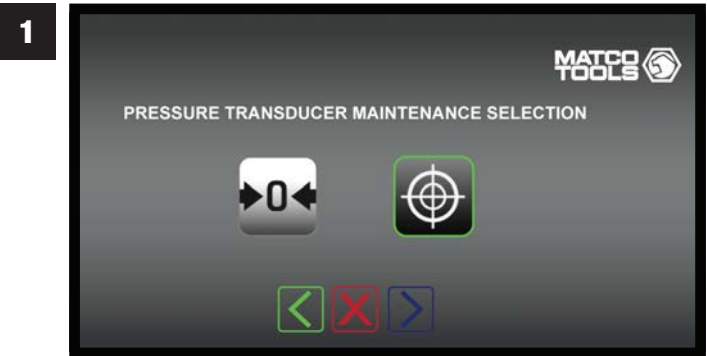 1
MATCO
TOOLS
PRESSURE TRANSDUCER MAINTENANCE SELECTION
0